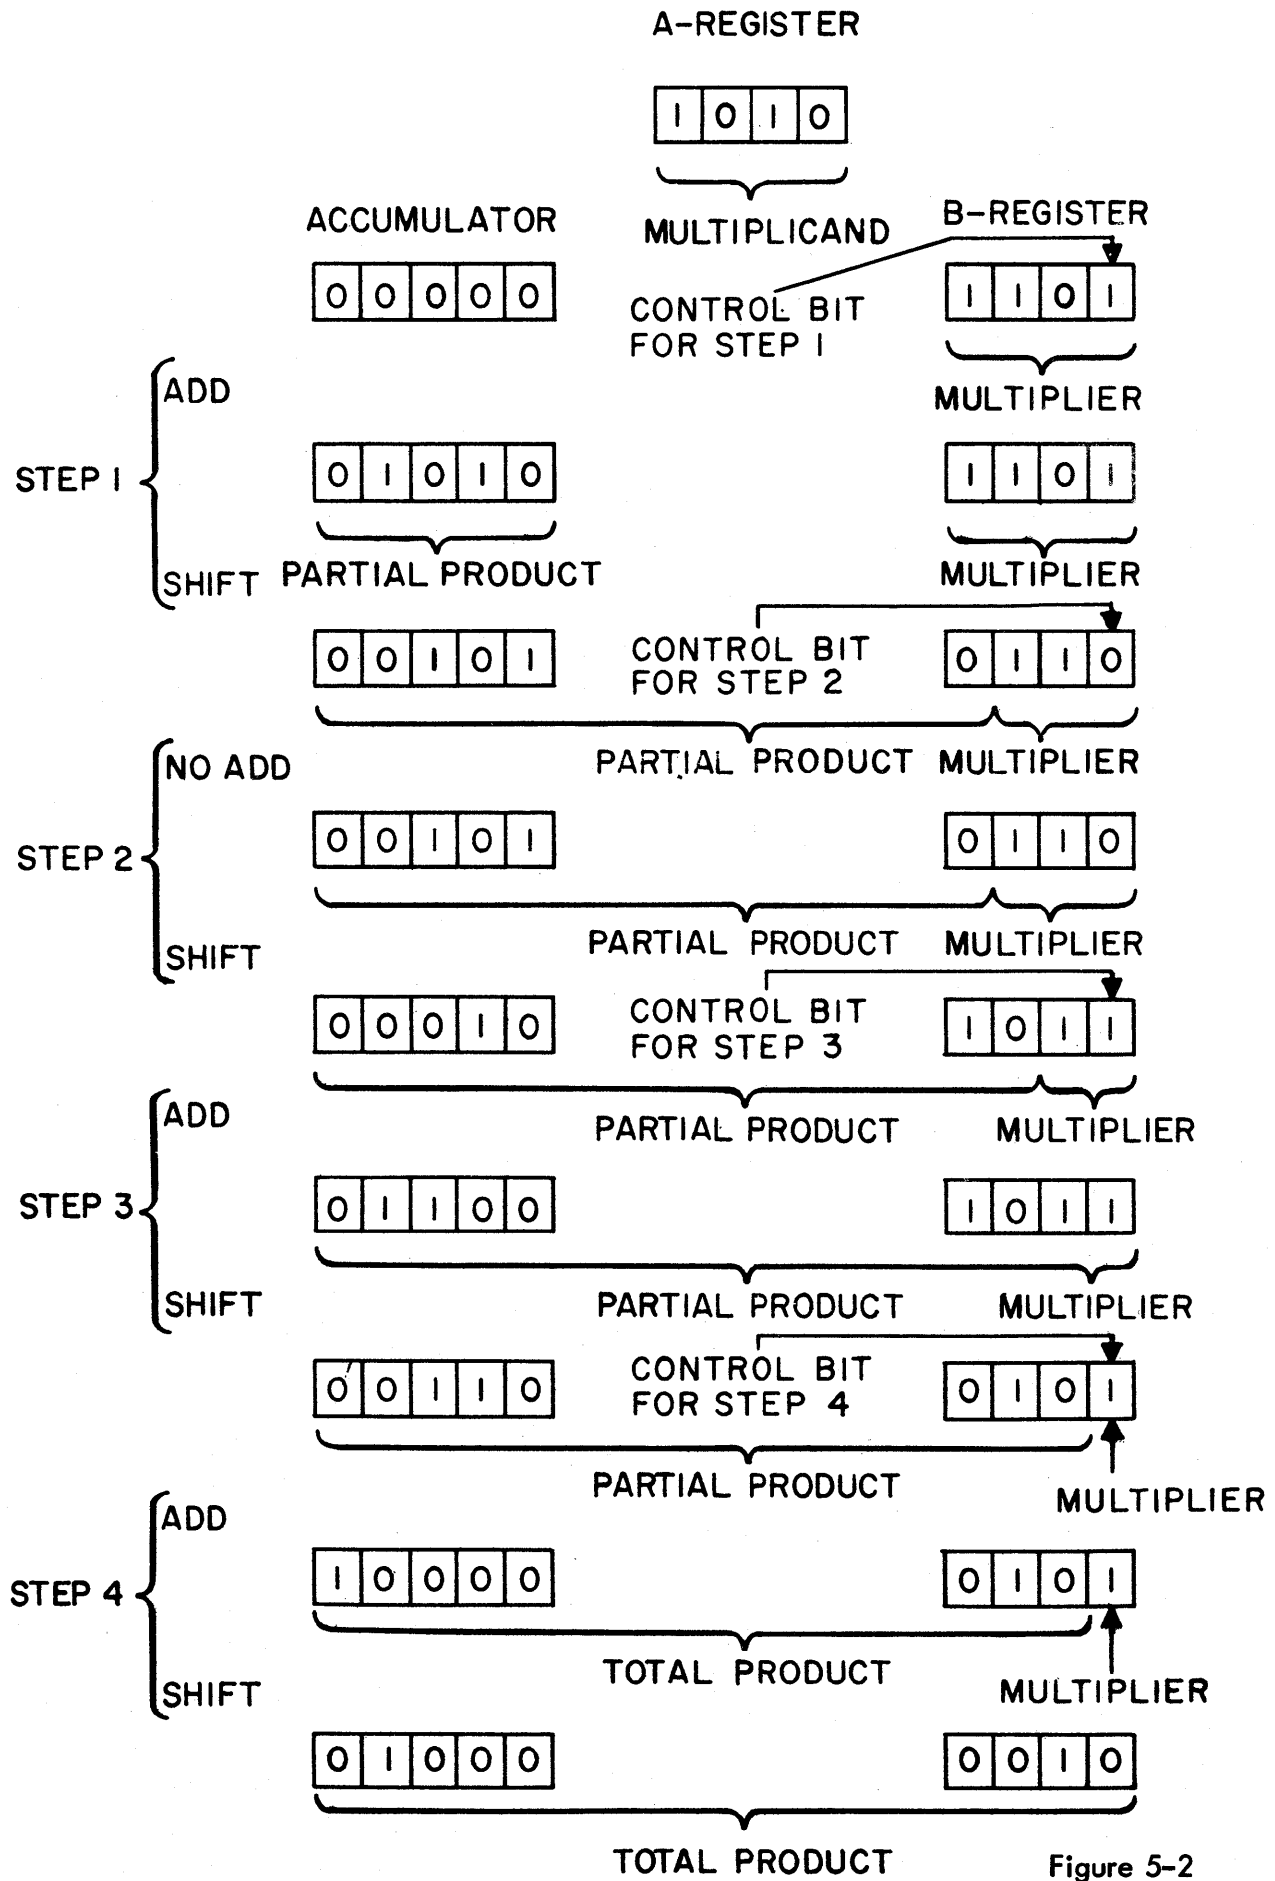 A-REGISTER
1 0 1 0
MULTIPLICAND
ACCUMULATOR
B-REGISTER
0 0 0 0 0
CONTROL BIT
FOR STEP 1
1 1 0 1
MULTIPLIER
STEP 1
ADD
0 1 0 1 0
1 1 0 1
PARTIAL PRODUCT
MULTIPLIER
SHIFT
0 0 1 0 1
CONTROL BIT
FOR STEP 2
0 1 1 0
PARTIAL PRODUCT
MULTIPLIER
STEP 2
NO ADD
0 0 1 0 1
0 1 1 0
PARTIAL PRODUCT
MULTIPLIER
SHIFT
0 0 0 1 0
CONTROL BIT
FOR STEP 3
1 0 1 1
PARTIAL PRODUCT
MULTIPLIER
STEP 3
ADD
0 1 1 0 0
1 0 1 1
PARTIAL PRODUCT
MULTIPLIER
SHIFT
0 0 1 1 0
CONTROL BIT
FOR STEP 4
0 1 0 1
PARTIAL PRODUCT
MULTIPLIER
STEP 4
ADD
1 0 0 0 0
0 1 0 1
TOTAL PRODUCT
MULTIPLIER
SHIFT
0 1 0 0 0
0 0 1 0
TOTAL PRODUCT
Figure 5-2